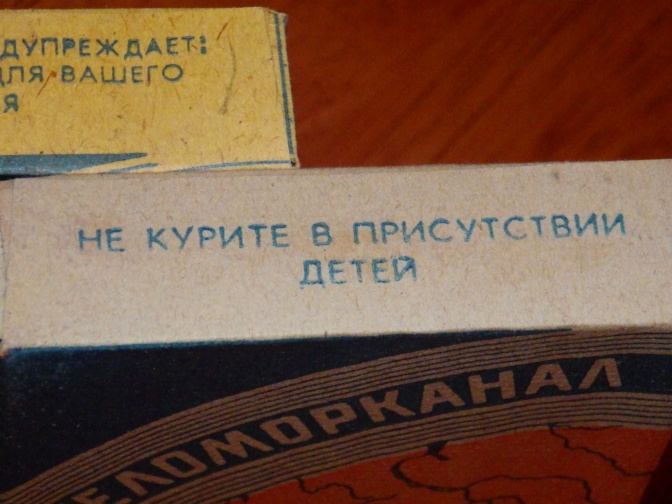 ДУПРЕЖДАЕТ:
ДЛЯ ВАШЕГО
Я
НЕ КУРИТЕ В ПРИСУТСТВИИ
ДЕТЕЙ
ЕЛОМОРКАНАЛ